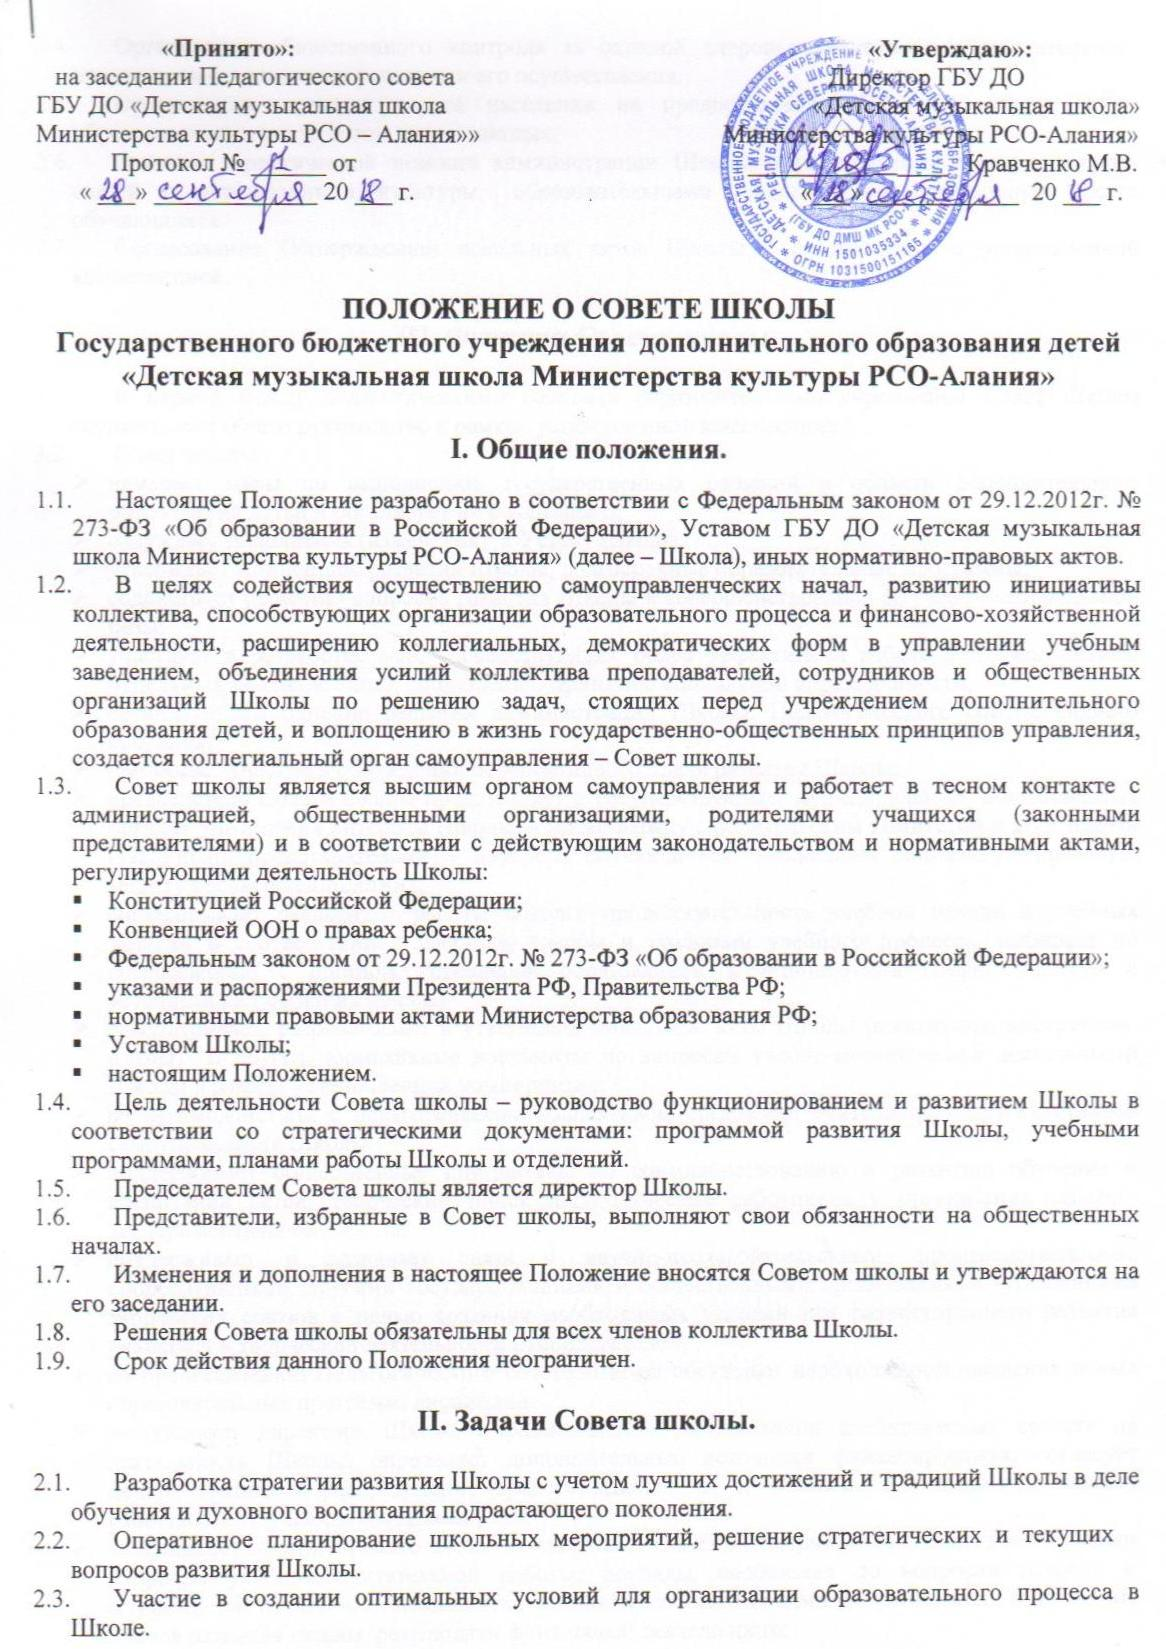 «Принято»:
на заседании Педагогического совета
ГБУ ДО «Детская музыкальная школа
Министерства культуры РСО – Алания»»
Протокол № от
« 28 » сентября 20 18 г.
«Утверждаю»:
Директор ГБУ ДО
«Детская музыкальная школа»
Министерства культуры РСО-Алания»
Кравченко М.В.
« 28 » сентября 20 18 г.
(ГБУ ДО ДМШ МК РСО-А)
* ИНН 1501035334 *
* ОГРН 1031500151165 *
ПОЛОЖЕНИЕ О СОВЕТЕ ШКОЛЫ
Государственного бюджетного учреждения дополнительного образования детей
«Детская музыкальная школа Министерства культуры РСО-Алания»
I. Общие положения.
1.1. Настоящее Положение разработано в соответствии с Федеральным законом от 29.12.2012г. №
273-ФЗ «Об образовании в Российской Федерации», Уставом ГБУ ДО «Детская музыкальная
школа Министерства культуры РСО-Алания» (далее – Школа), иных нормативно-правовых актов.
1.2. В целях содействия осуществлению самоуправленческих начал, развитию инициативы
коллектива, способствующих организации образовательного процесса и финансово-хозяйственной
деятельности, расширению коллегиальных, демократических форм в управлении учебным
заведением, объединения усилий коллектива преподавателей, сотрудников и общественных
организаций Школы по решению задач, стоящих перед учреждением дополнительного
образования детей, и воплощению в жизнь государственно-общественных принципов управления,
создается коллегиальный орган самоуправления – Совет школы.
1.3. Совет школы является высшим органом самоуправления и работает в тесном контакте с
администрацией, общественными организациями, родителями учащихся (законными
представителями) и в соответствии с действующим законодательством и нормативными актами,
регулирующими деятельность Школы:
▪ Конституцией Российской Федерации;
▪ Конвенцией ООН о правах ребенка;
▪ Федеральным законом от 29.12.2012г. № 273-ФЗ «Об образовании в Российской Федерации»;
▪ указами и распоряжениями Президента РФ, Правительства РФ;
▪ нормативными правовыми актами Министерства образования РФ;
▪ Уставом Школы;
▪ настоящим Положением.
1.4. Цель деятельности Совета школы – руководство функционированием и развитием Школы в
соответствии со стратегическими документами: программой развития Школы, учебными
программами, планами работы Школы и отделений.
1.5. Председателем Совета школы является директор Школы.
1.6. Представители, избранные в Совет школы, выполняют свои обязанности на общественных
началах.
1.7. Изменения и дополнения в настоящее Положение вносятся Советом школы и утверждаются на
его заседании.
1.8. Решения Совета школы обязательны для всех членов коллектива Школы.
1.9. Срок действия данного Положения неограничен.
II. Задачи Совета школы.
2.1. Разработка стратегии развития Школы с учетом лучших достижений и традиций Школы в деле
обучения и духовного воспитания подрастающего поколения.
2.2. Оперативное планирование школьных мероприятий, решение стратегических и текущих
вопросов развития Школы.
2.3. Участие в создании оптимальных условий для организации образовательного процесса в
Школе.